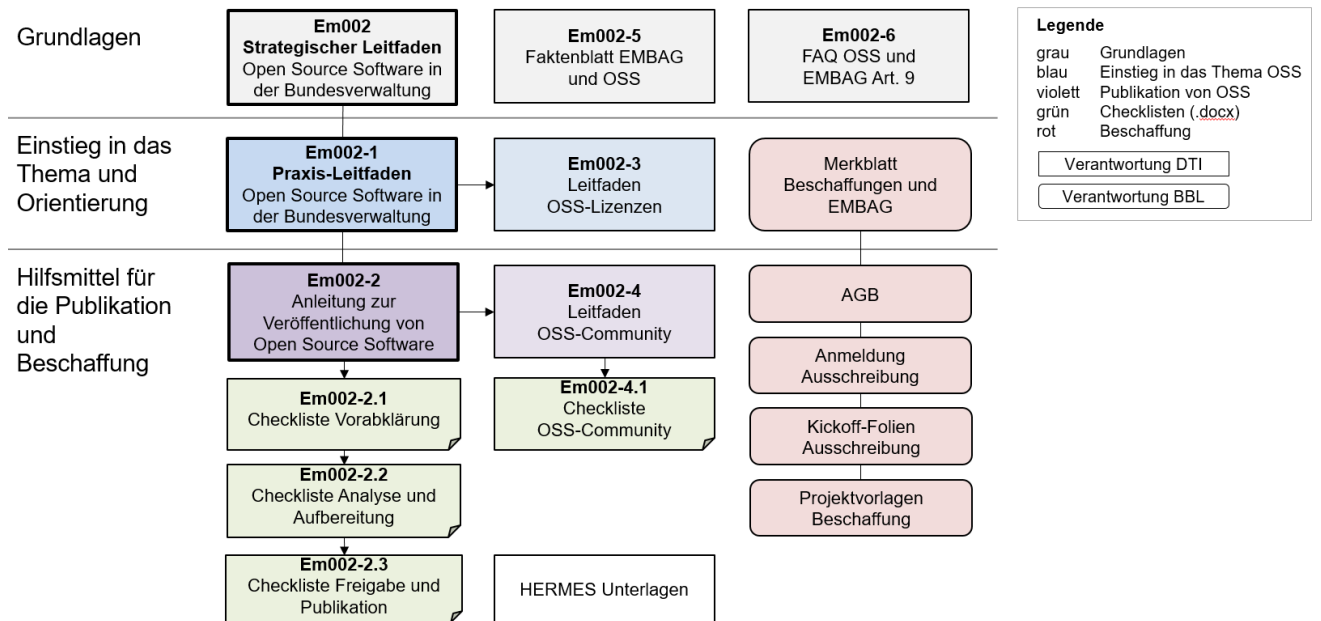 Grundlagen
Em002
Strategischer Leitfaden
Open Source Software in
der Bundesverwaltung
Em002-5
Faktenblatt EMBAG
und OSS
Em002-6
FAQ OSS und
EMBAG Art. 9
Legende
grau Grundlagen
blau Einstieg in das Thema OSS
violett Publikation von OSS
grün Checklisten (.docx)
rot Beschaffung
Verantwortung DTI
Verantwortung BBL
Einstieg in das
Thema und
Orientierung
Em002-1
Praxis-Leitfaden
Open Source Software in
der Bundesverwaltung
Em002-3
Leitfaden
OSS-Lizenzen
Merkblatt
Beschaffungen und
EMBAG
Hilfsmittel für
die Publikation
und
Beschaffung
Em002-2
Anleitung zur
Veröffentlichung von
Open Source Software
Em002-4
Leitfaden
OSS-Community
AGB
Em002-2.1
Checkliste Vorabklärung
Em002-4.1
Checkliste
OSS-Community
Anmeldung
Ausschreibung
Kickoff-Folien
Ausschreibung
Em002-2.2
Checkliste Analyse und
Aufbereitung
Projektvorlagen
Beschaffung
Em002-2.3
Checkliste Freigabe und
Publikation
HERMES Unterlagen